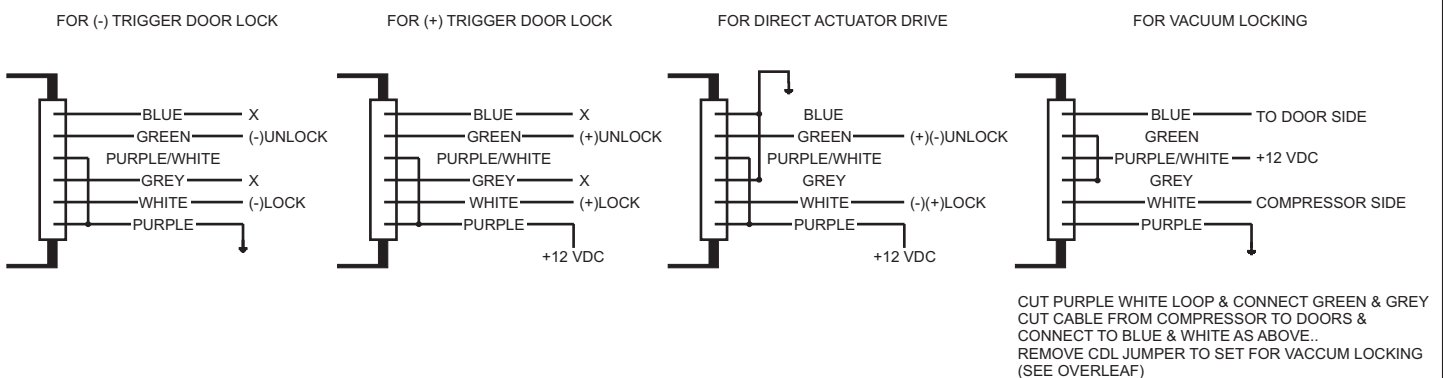 FOR (-) TRIGGER DOOR LOCK
BLUE X
GREEN (-)UNLOCK
PURPLE/WHITE
GREY X
WHITE (-)LOCK
PURPLE
FOR (+) TRIGGER DOOR LOCK
BLUE X
GREEN (+)UNLOCK
PURPLE/WHITE
GREY X
WHITE (+)LOCK
PURPLE
+12 VDC
FOR DIRECT ACTUATOR DRIVE
BLUE
GREEN (+)(-)UNLOCK
PURPLE/WHITE
GREY
WHITE (-)(+)LOCK
PURPLE
+12 VDC
FOR VACUUM LOCKING
BLUE TO DOOR SIDE
GREEN
PURPLE/WHITE +12 VDC
GREY
WHITE COMPRESSOR SIDE
PURPLE
CUT PURPLE WHITE LOOP & CONNECT GREEN & GREY
CUT CABLE FROM COMPRESSOR TO DOORS &
CONNECT TO BLUE & WHITE AS ABOVE..
REMOVE CDL JUMPER TO SET FOR VACCUM LOCKING
(SEE OVERLEAF)